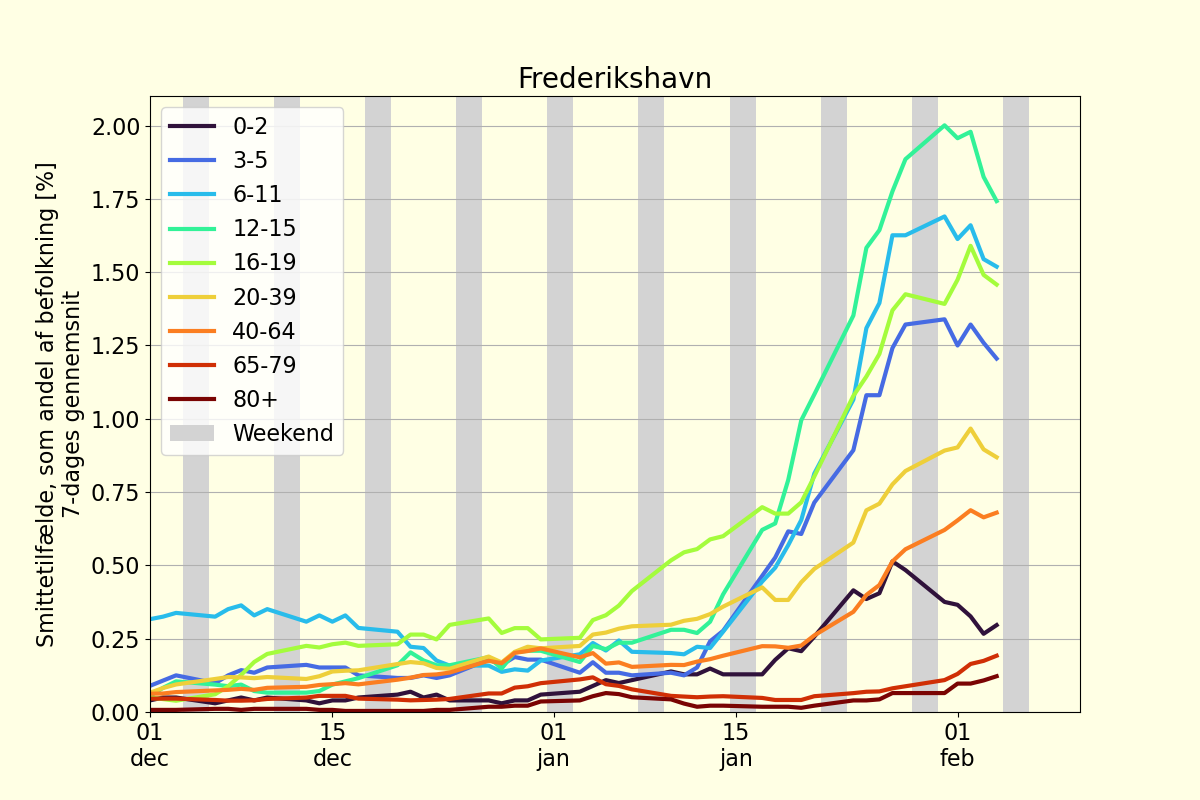 Frederikshavn
Smittetilfælde, som andel af befolkning [%]
7-dages gennemsnit
2.00
1.75
1.50
1.25
1.00
0.75
0.50
0.25
0.00
0-2
3-5
6-11
12-15
16-19
20-39
40-64
65-79
80+
Weekend
01
dec
15
dec
01
jan
15
jan
01
feb